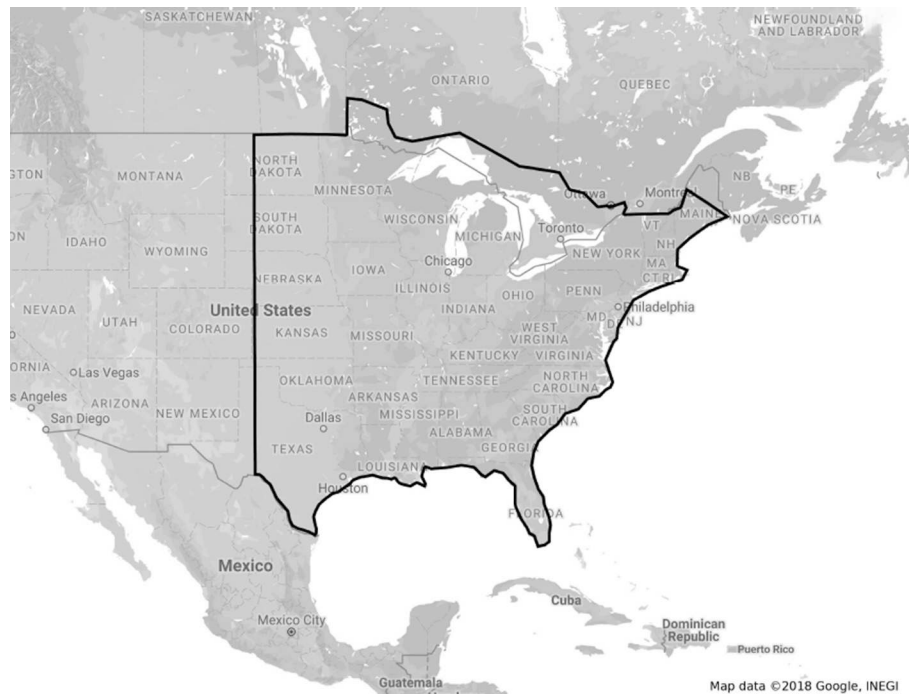 SASKATCHEWAN
NEWFOUNDLAND
AND LABRADOR
ONTARIO
QUEBEC
NORTH
DAKOTA
MONTANA
MINNESOTA
Ottawa
Montre
NB
PE
MAINE
NOVA SCOTIA
SOUTH
DAKOTA
WISCONSIN
MICHIGAN
Toronto
VT
NH
IDAHO
WYOMING
NEW YORK
MA
CT RI
IOWA
Chicago
ILLINOIS
NEBRASKA
OHIO
PENN
INDIANA
NEVADA
UTAH
COLORADO
United States
KANSAS
MISSOURI
WEST
VIRGINIA
MD
DE
NJ
Philadelphia
KENTUCKY
VIRGINIA
Las Vegas
OKLAHOMA
TENNESSEE
NORTH
CAROLINA
s Angeles
ARIZONA
NEW MEXICO
ARKANSAS
MISSISSIPPI
SOUTH
CAROLINA
San Diego
Dallas
ALABAMA
GEORGIA
TEXAS
LOUISIANA
Houston
FLORIDA
Mexico
Mexico City
Cuba
Dominican
Republic
Puerto Rico
Guatemala
Map data ©2018 Google, INEGI